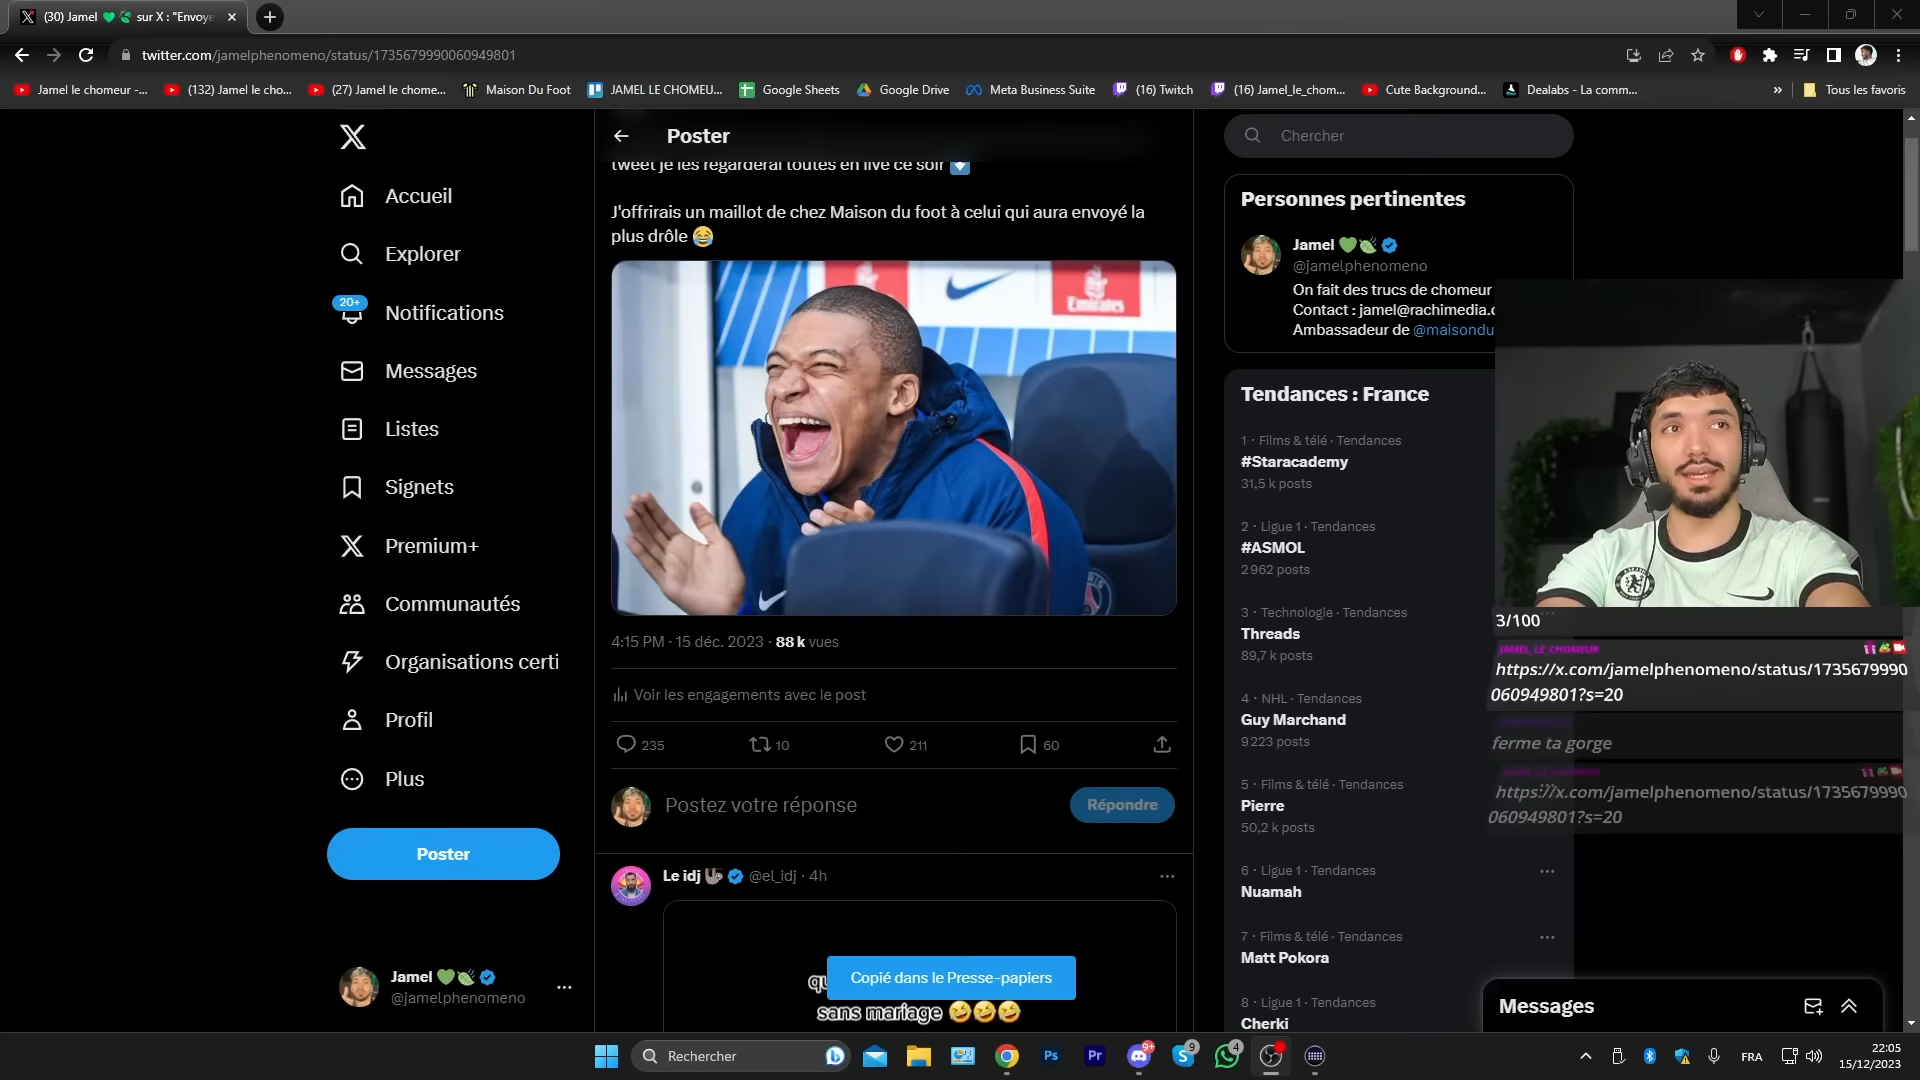 (30) Jamel 💚🍃 sur X : "Envoye
twitter.com/jamelphenomeno/status/1735679990060949801
Jamel le chomeur -...
(132) Jamel le cho...
(27) Jamel le chome...
Maison Du Foot
JAMEL LE CHOMEU...
Google Sheets
Google Drive
Meta Business Suite
(16) Twitch
(16) Jamel_le_chom...
Cute Background...
Dealabs - La comm...
»
Tous les favoris
Accueil
Explorer
20+
Notifications
Messages
Listes
Signets
Premium+
Communautés
Organisations certi
Profil
Plus
Poster
Jamel 💚🍃
@jamelphenomeno
Poster
tweet je les regarderai toutes en live ce soir ⬇️
J'offrirais un maillot de chez Maison du foot à celui qui aura envoyé la
plus drôle 😂
Emirates
4:15 PM · 15 déc. 2023 · 88 k vues
Voir les engagements avec le post
235
10
211
60
Postez votre réponse
Répondre
Le idj 🦥 @el_idj · 4h
Copié dans le Presse-papiers
sans mariage 🤣🤣🤣
Chercher
Personnes pertinentes
Jamel 💚🍃
@jamelphenomeno
On fait des trucs de chomeur
Contact : jamel@rachimedia.c
Ambassadeur de @maisondu
Tendances : France
1 · Films & télé · Tendances
#Staracademy
31,5 k posts
2 · Ligue 1 · Tendances
#ASMOL
2 962 posts
3 · Technologie · Tendances
Threads
89,7 k posts
4 · NHL · Tendances
Guy Marchand
9 223 posts
5 · Films & télé · Tendances
Pierre
50,2 k posts
6 · Ligue 1 · Tendances
Nuamah
7 · Films & télé · Tendances
Matt Pokora
8 · Ligue 1 · Tendances
Cherki
3/100
JAMEL_LE_CHOMEUR
https://x.com/jamelphenomeno/status/1735679990
060949801?s=20
ferme ta gorge
JAMEL_LE_CHOMEUR
https://x.com/jamelphenomeno/status/1735679990
060949801?s=20
Messages
Rechercher
Ps
Pr
9+
9
4
FRA
22:05
15/12/2023